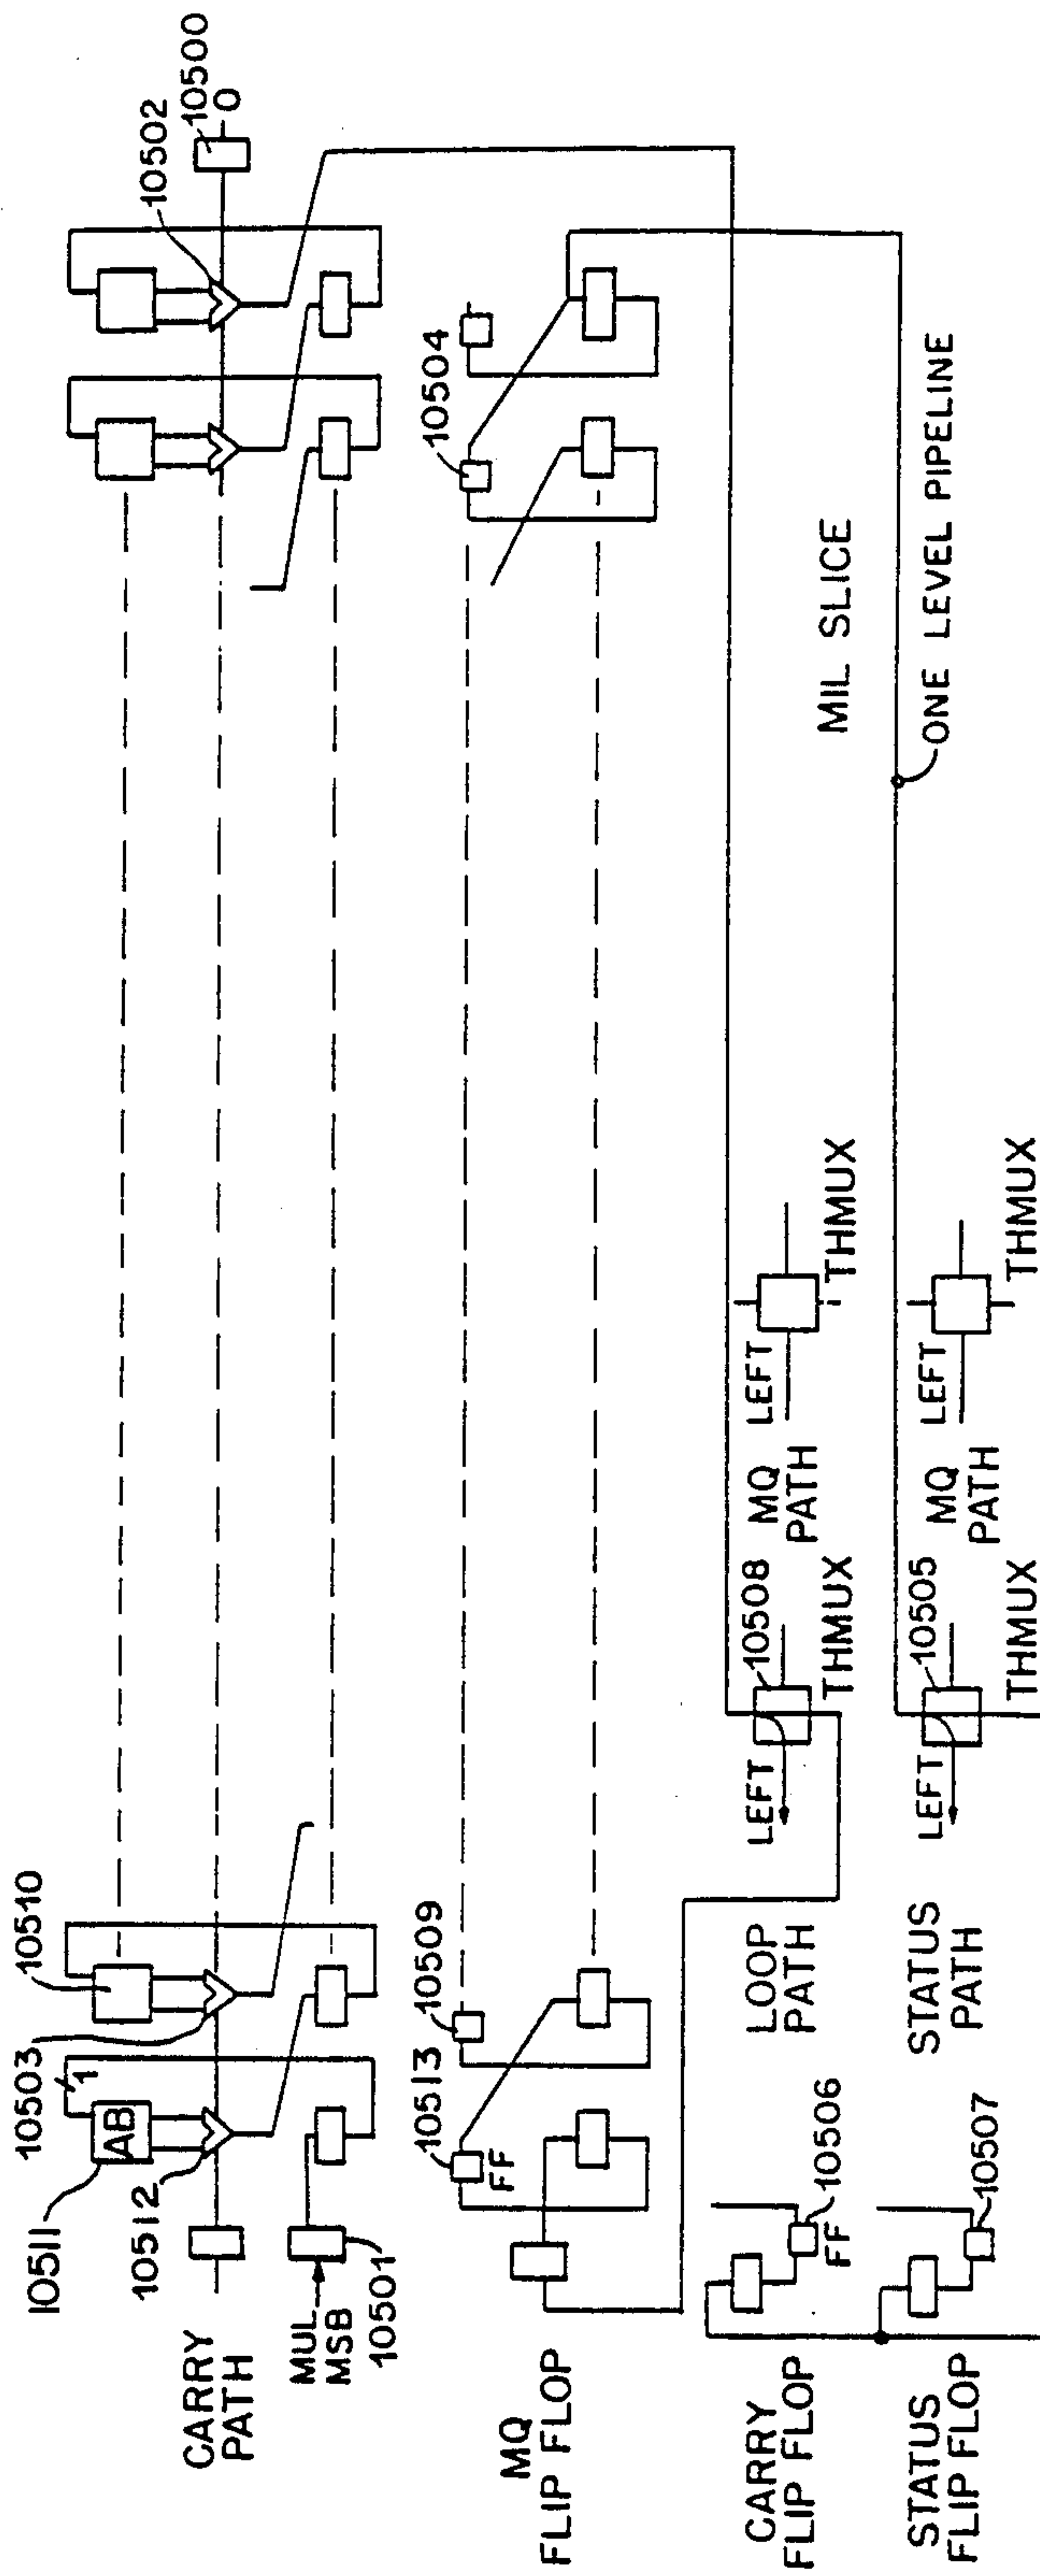 10511
10503
10510
1
AB
10512
10502
10500
0
CARRY
PATH
MUL
MSB
10501
10513
10509
10504
FF
MQ
FLIP FLOP
CARRY
FLIP FLOP
10506
FF
LOOP
PATH
LEFT
10508
THMUX
MQ
PATH
LEFT
THMUX
MIL SLICE
STATUS
FLIP FLOP
10507
STATUS
PATH
LEFT
10505
THMUX
MQ
PATH
LEFT
THMUX
ONE LEVEL PIPELINE